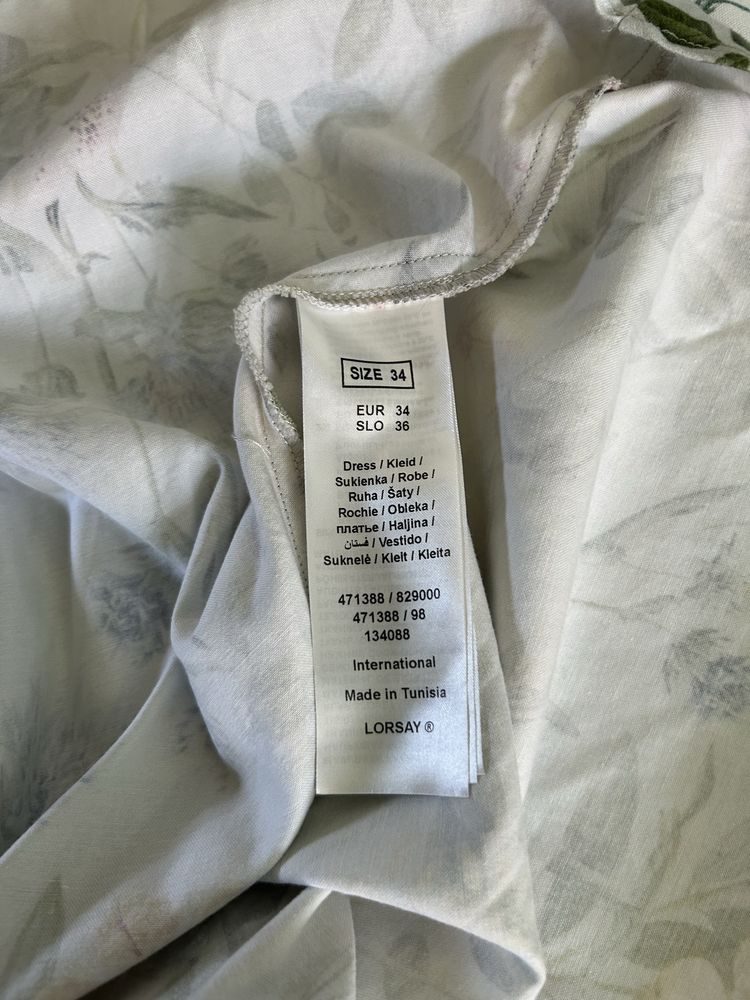 SIZE 34
EUR 34
SLO 36
Dress / Kleid /
Sukienka / Robe /
Ruha / Šaty /
Rochie / Obleka /
платье / Haljina /
فستان / Vestido /
Suknelė / Kleit / Kleita
471388 / 829000
471388 / 98
134088
International
Made in Tunisia
LORSAY ®